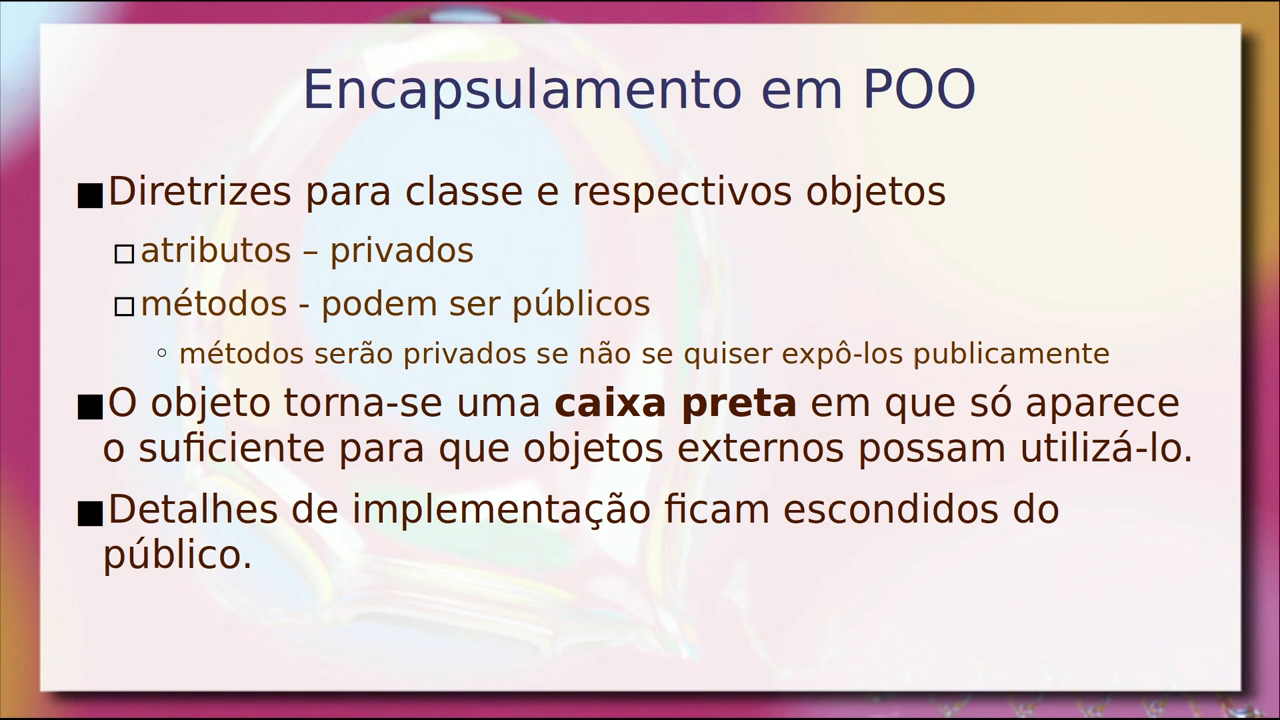 Encapsulamento em POO
Diretrizes para classe e respectivos objetos
atributos – privados
métodos - podem ser públicos
métodos serão privados se não se quiser expô-los publicamente
O objeto torna-se uma caixa preta em que só aparece
o suficiente para que objetos externos possam utilizá-lo.
Detalhes de implementação ficam escondidos do
público.